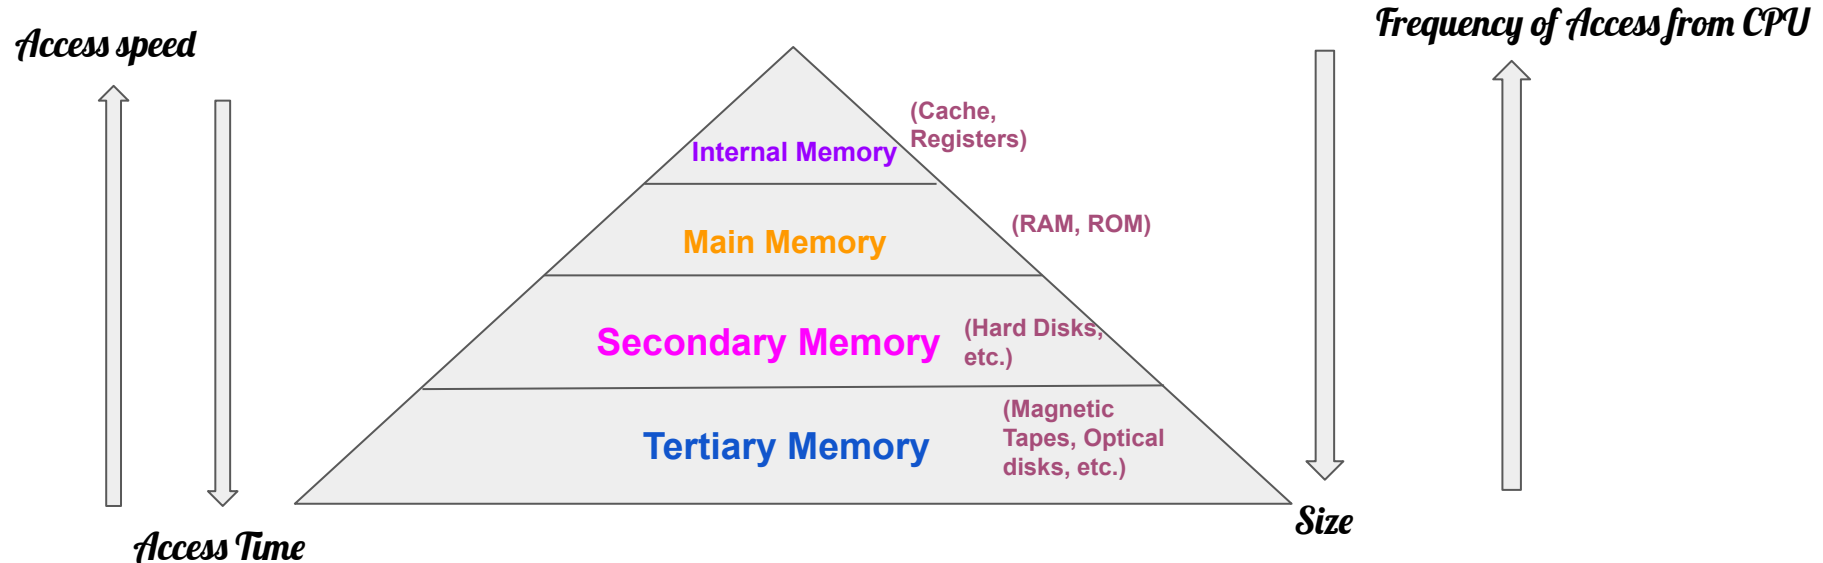 Frequency of Access from CPU
Access speed
(Cache,
Registers)
Internal Memory
(RAM, ROM)
Main Memory
Secondary Memory
(Hard Disks,
etc.)
Tertiary Memory
(Magnetic
Tapes, Optical
disks, etc.)
Size
Access Time